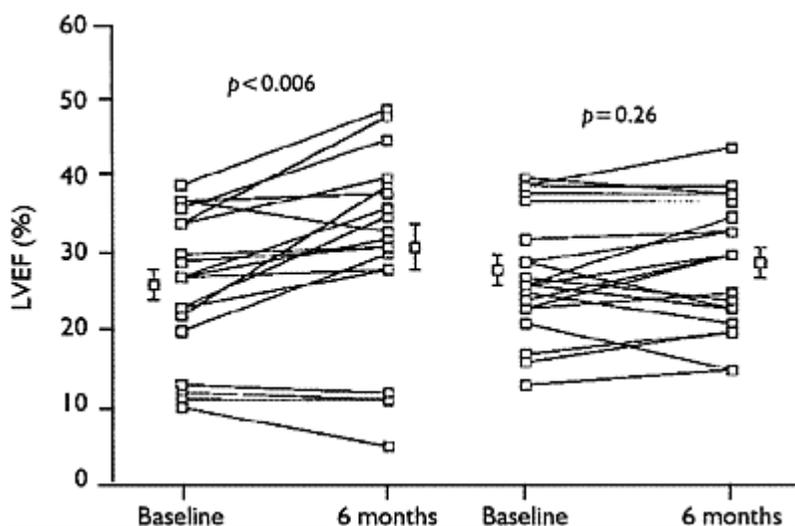 60
p<0.006
50
p=0.26
40
LVEF (%)
30
20
10
0
Baseline
6 months
Baseline
6 months